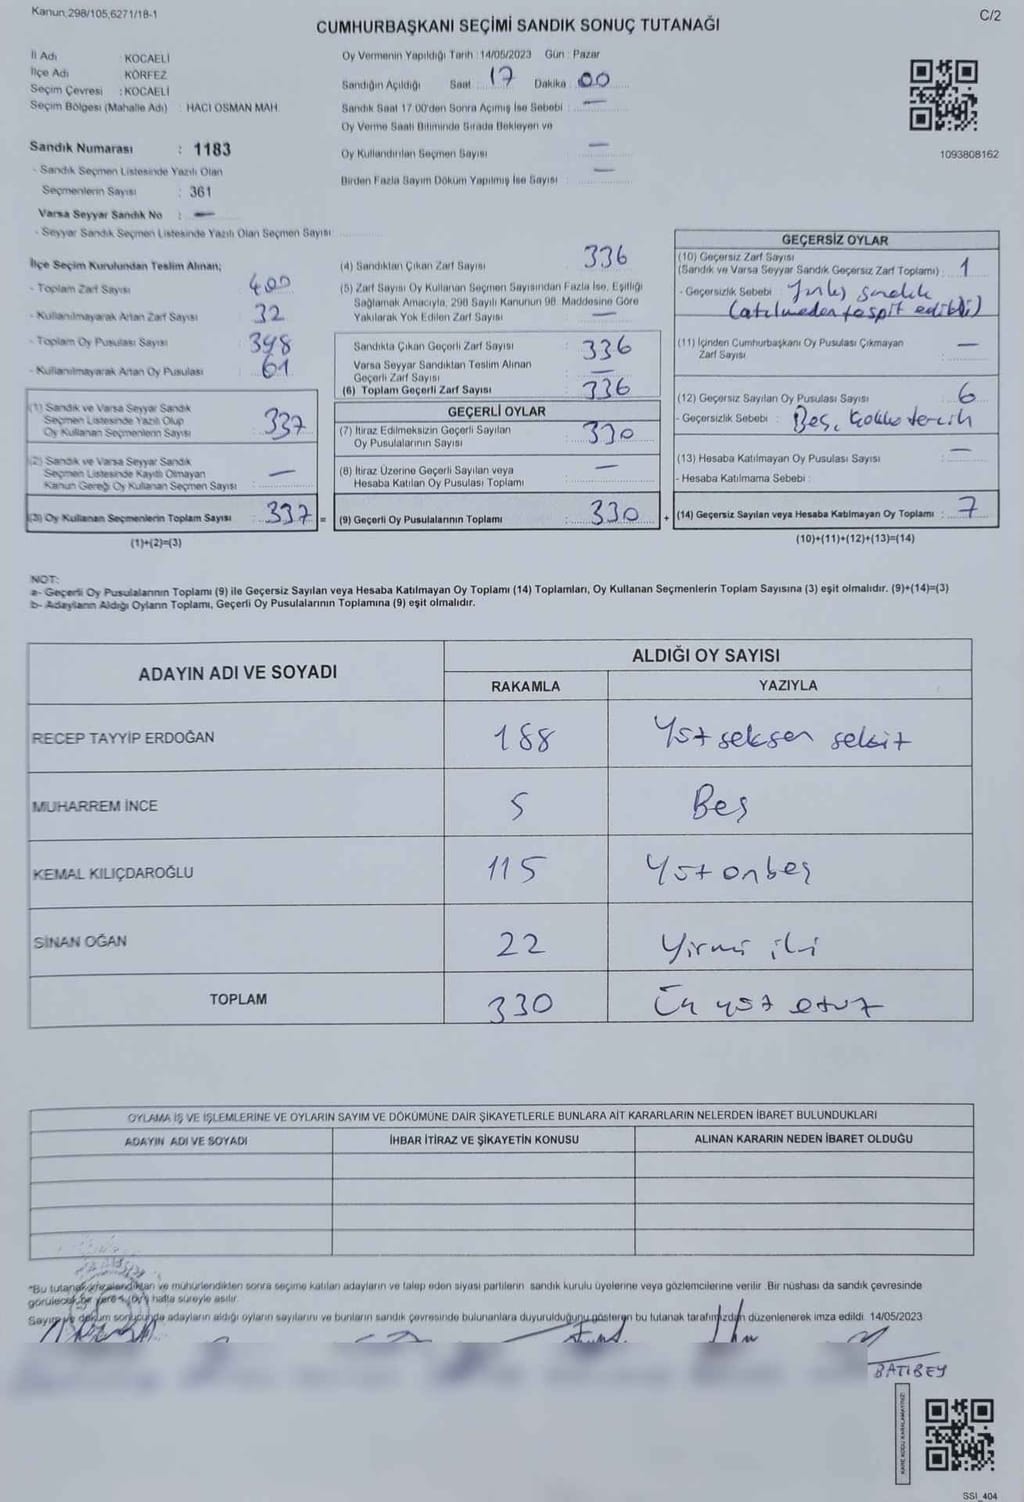 Kanun,298/105,6271/18-1
C/2
CUMHURBAŞKANI SEÇİMİ SANDIK SONUÇ TUTANAĞI
İl Adı : KOCAELİ
İlçe Adı : KÖRFEZ
Seçim Çevresi : KOCAELİ
Seçim Bölgesi (Mahalle Adı) : HACI OSMAN MAH
Oy Vermenin Yapıldığı Tarih : 14/05/2023 Gün : Pazar
Sandığın Açıldığı Saat : 17 Dakika : 00
Sandık Saat 17.00'den Sonra Açımış İse Sebebi : —
Oy Verme Saati Bitiminde Sırada Bekleyen ve
Oy Kullandırılan Seçmen Sayısı : —
Birden Fazla Sayım Döküm Yapılmış İse Sayısı : —
1093808162
Sandık Numarası : 1183
- Sandık Seçmen Listesinde Yazılı Olan
Seçmenlerin Sayısı : 361
Varsa Seyyar Sandık No : —
- Seyyar Sandık Seçmen Listesinde Yazılı Olan Seçmen Sayısı
İlçe Seçim Kurulundan Teslim Alınan;
- Toplam Zarf Sayısı : 400
- Kullanılmayarak Artan Zarf Sayısı : 32
- Toplam Oy Pusulası Sayısı : 398
- Kullanılmayarak Artan Oy Pusulası : 61
(1) Sandık ve Varsa Seyyar Sandık
Seçmen Listesinde Yazılı Olup
Oy Kullanan Seçmenlerin Sayısı : 337
(2) Sandık ve Varsa Seyyar Sandık
Seçmen Listesinde Kayıtlı Olmayan
Kanun Gereği Oy Kullanan Seçmen Sayısı : —
(3) Oy Kullanan Seçmenlerin Toplam Sayısı : 337 =
(1)+(2)=(3)
(4) Sandıktan Çıkan Zarf Sayısı : 336
(5) Zarf Sayısı Oy Kullanan Seçmen Sayısından Fazla İse, Eşitliği
Sağlamak Amacıyla, 298 Sayılı Kanunun 98. Maddesine Göre
Yakılarak Yok Edilen Zarf Sayısı : —
Sandıkta Çıkan Geçerli Zarf Sayısı : 336
Varsa Seyyar Sandıktan Teslim Alınan
Geçerli Zarf Sayısı : —
(6) Toplam Geçerli Zarf Sayısı : 336
GEÇERLİ OYLAR
(7) İtiraz Edilmeksizin Geçerli Sayılan
Oy Pusulalarının Sayısı : 330
(8) İtiraz Üzerine Geçerli Sayılan veya
Hesaba Katılan Oy Pusulası Toplamı : —
(9) Geçerli Oy Pusulalarının Toplamı : 330 +
GEÇERSİZ OYLAR
(10) Geçersiz Zarf Sayısı
(Sandık ve Varsa Seyyar Sandık Geçersiz Zarf Toplamı) : 1
- Geçersizlik Sebebi : sandık
(atılmadan tespit edildi)
(11) İçinden Cumhurbaşkanı Oy Pusulası Çıkmayan
Zarf Sayısı : —
(12) Geçersiz Sayılan Oy Pusulası Sayısı : 6
- Geçersizlik Sebebi : Boş, tercih
(13) Hesaba Katılmayan Oy Pusulası Sayısı : —
- Hesaba Katılmama Sebebi :
(14) Geçersiz Sayılan veya Hesaba Katılmayan Oy Toplamı : 7
(10)+(11)+(12)+(13)=(14)
NOT:
a- Geçerli Oy Pusulalarının Toplamı (9) ile Geçersiz Sayılan veya Hesaba Katılmayan Oy Toplamı (14) Toplamları, Oy Kullanan Seçmenlerin Toplam Sayısına (3) eşit olmalıdır. (9)+(14)=(3)
b- Adayların Aldığı Oyların Toplamı, Geçerli Oy Pusulalarının Toplamına (9) eşit olmalıdır.
ADAYIN ADI VE SOYADI
ALDIĞI OY SAYISI
RAKAMLA YAZIYLA
RECEP TAYYİP ERDOĞAN 188 Yüz seksen sekiz
MUHARREM İNCE 5 Beş
KEMAL KILIÇDAROĞLU 115 Yüz onbeş
SİNAN OĞAN 22 Yirmi iki
TOPLAM 330 Üç yüz otuz
OYLAMA İŞ VE İŞLEMLERİNE VE OYLARIN SAYIM VE DÖKÜMÜNE DAİR ŞİKAYETLERLE BUNLARA AİT KARARLARIN NELERDEN İBARET BULUNDUKLARI
ADAYIN ADI VE SOYADI İHBAR İTİRAZ VE ŞİKAYETİN KONUSU ALINAN KARARIN NEDEN İBARET OLDUĞU
*Bu tutanak imzalandıktan ve mühürlendikten sonra seçime katılan adayların ve talep eden siyasi partilerin sandık kurulu üyelerine veya gözlemcilerine verilir .Bir nüshası da sandık çevresinde
görülecek bir yere 1 (bir) hafta süreyle asılır.
Sayım ve döküm sonucunda adayların aldığı oyların sayılarını ve bunların sandık çevresinde bulunanlara duyurulduğunu gösteren bu tutanak tarafımızdan düzenlenerek imza edildi. 14/05/2023
BATIBEY
KARE KODU KARALAMAYINIZ!
SSI_404